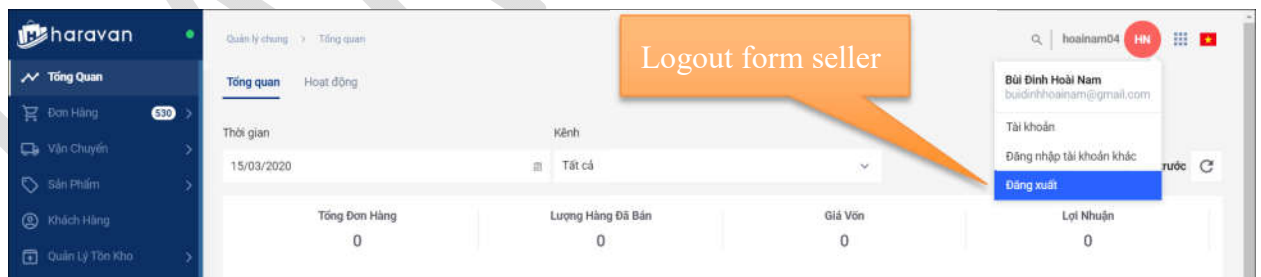 haravan
Quản lý chung > Tổng quan
hoainam04 HN
Logout form seller
Tổng Quan
Tổng quan Hoạt động
Bùi Đình Hoài Nam
buidinhhoainam@gmail.com
Đơn Hàng 530
Tài khoản
Thời gian Kênh
Vận Chuyển
Đăng nhập tài khoản khác
15/03/2020 Tất cả
rước
Sản Phẩm
Đăng xuất
Khách Hàng
Tổng Đơn Hàng Lượng Hàng Đã Bán Giá Vốn Lợi Nhuận
0 0 0 0
Quản Lý Tồn Kho